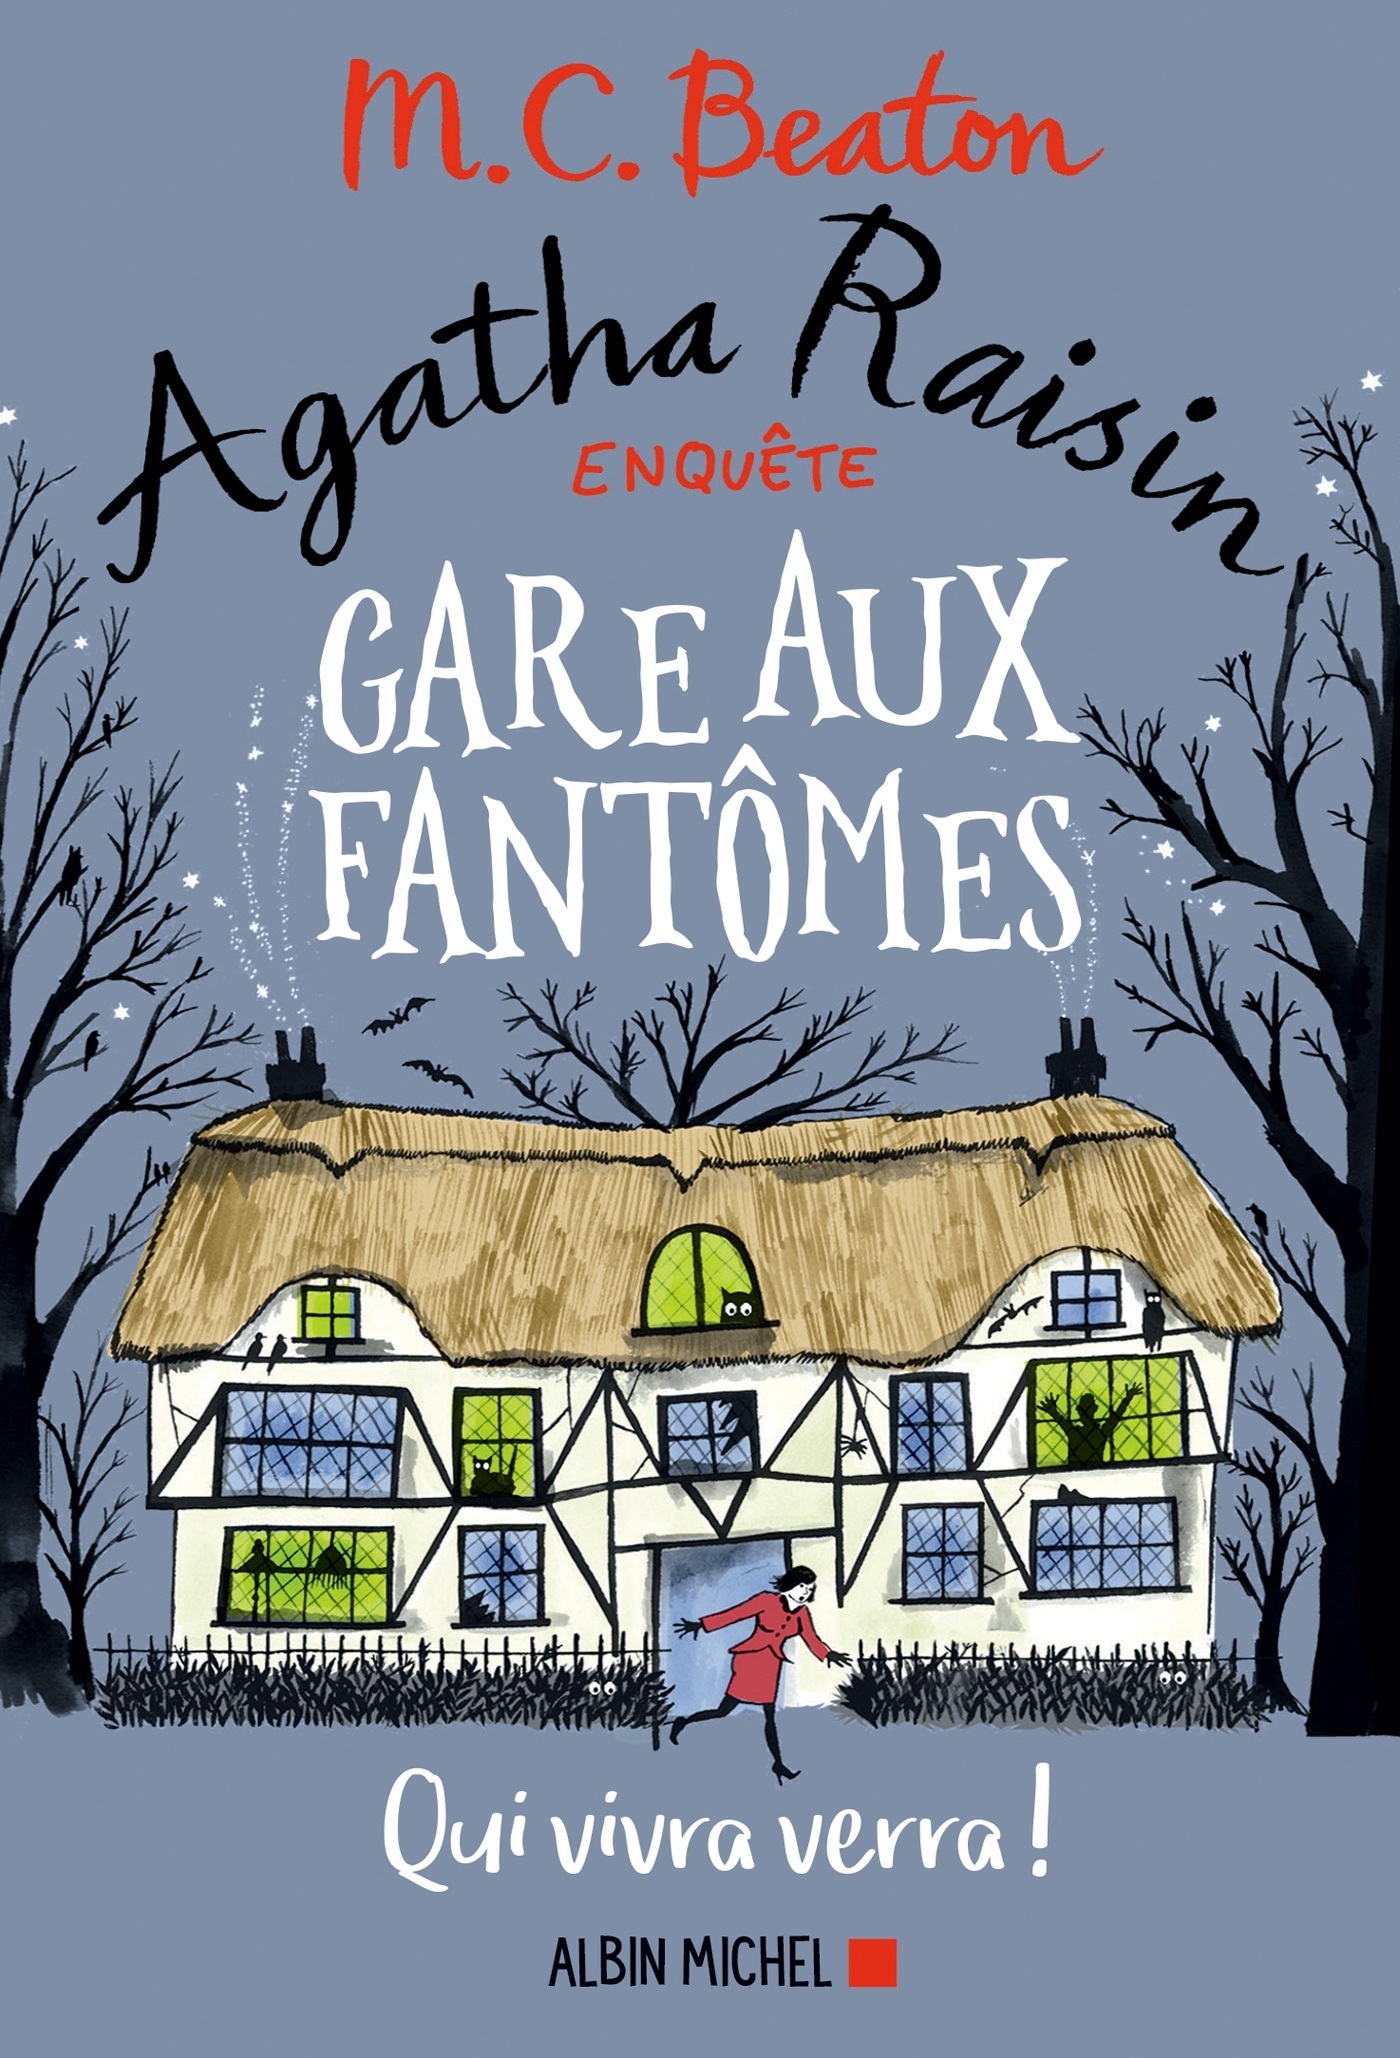 M.C. Beaton
Agatha Raisin
ENQUÊTE
GARE AUX
FANTÔMES
Qui vivra verra !
ALBIN MICHEL